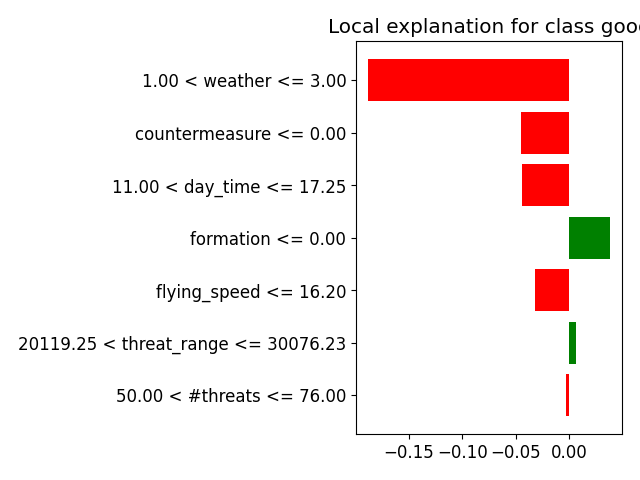 Local explanation for class good
1.00 < weather <= 3.00
countermeasure <= 0.00
11.00 < day_time <= 17.25
formation <= 0.00
flying_speed <= 16.20
20119.25 < threat_range <= 30076.23
50.00 < #threats <= 76.00
−0.15 −0.10 −0.05 0.00